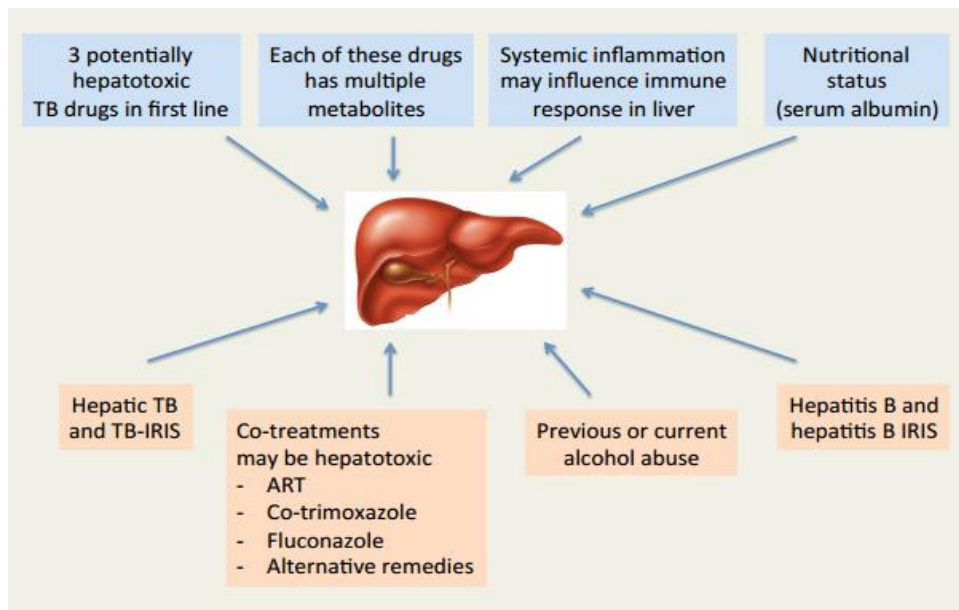 3 potentially
hepatotoxic
TB drugs in first line
Each of these drugs
has multiple
metabolites
Systemic inflammation
may influence immune
response in liver
Nutritional
status
(serum albumin)
Hepatic TB
and TB-IRIS
Co-treatments
may be hepatotoxic
- ART
- Co-trimoxazole
- Fluconazole
- Alternative remedies
Previous or current
alcohol abuse
Hepatitis B and
hepatitis B IRIS